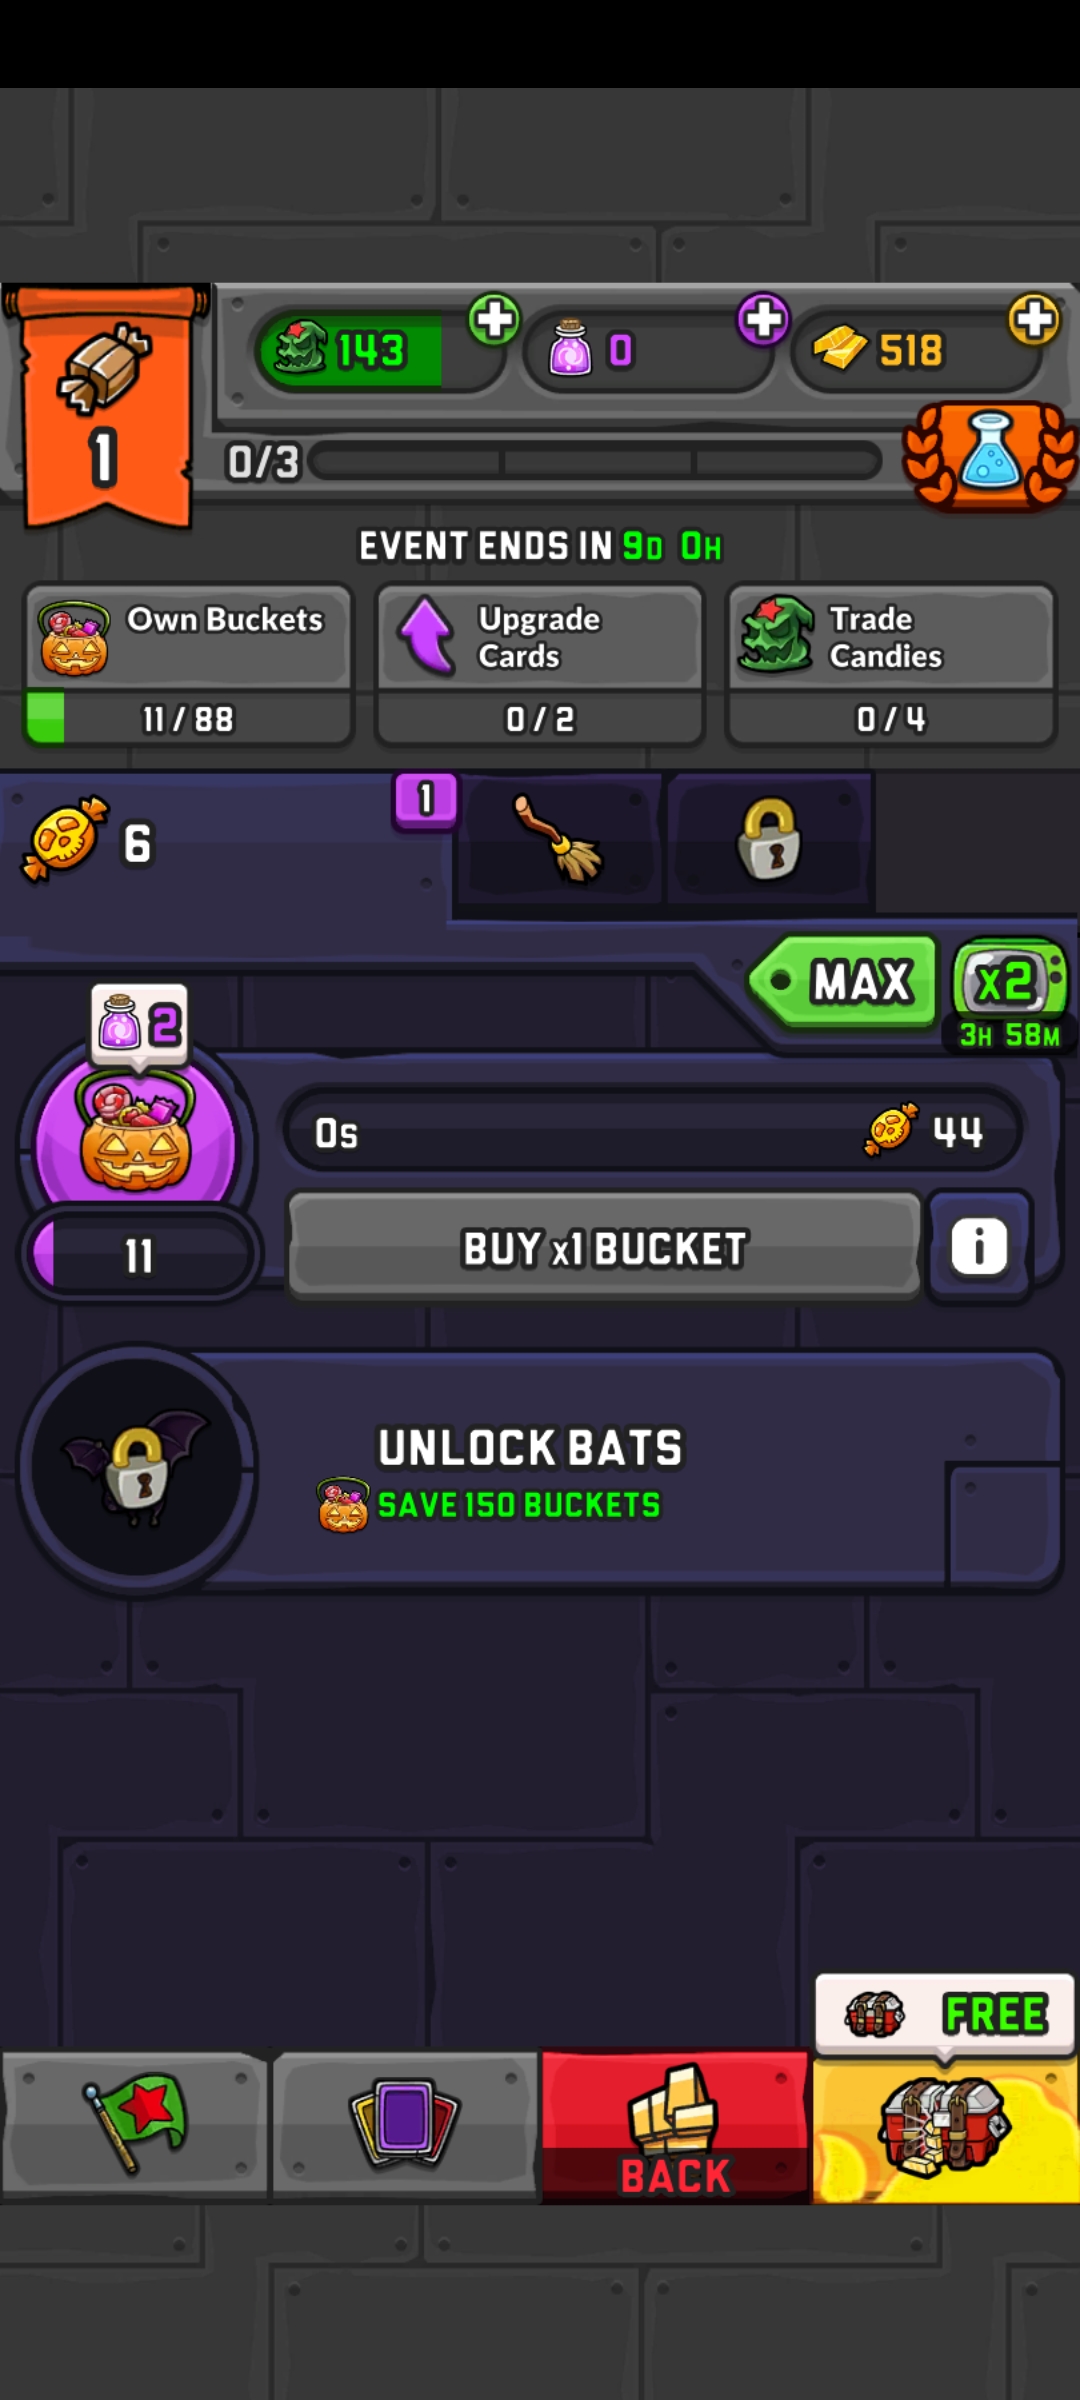 143
0
518
1
0/3
EVENT ENDS IN 9D 0H
Own Buckets
Upgrade
Cards
Trade
Candies
11 / 88
0 / 2
0 / 4
6
1
MAX
x2
3H 58M
2
0s
44
11
BUY x1 BUCKET
i
UNLOCK BATS
SAVE 150 BUCKETS
FREE
BACK